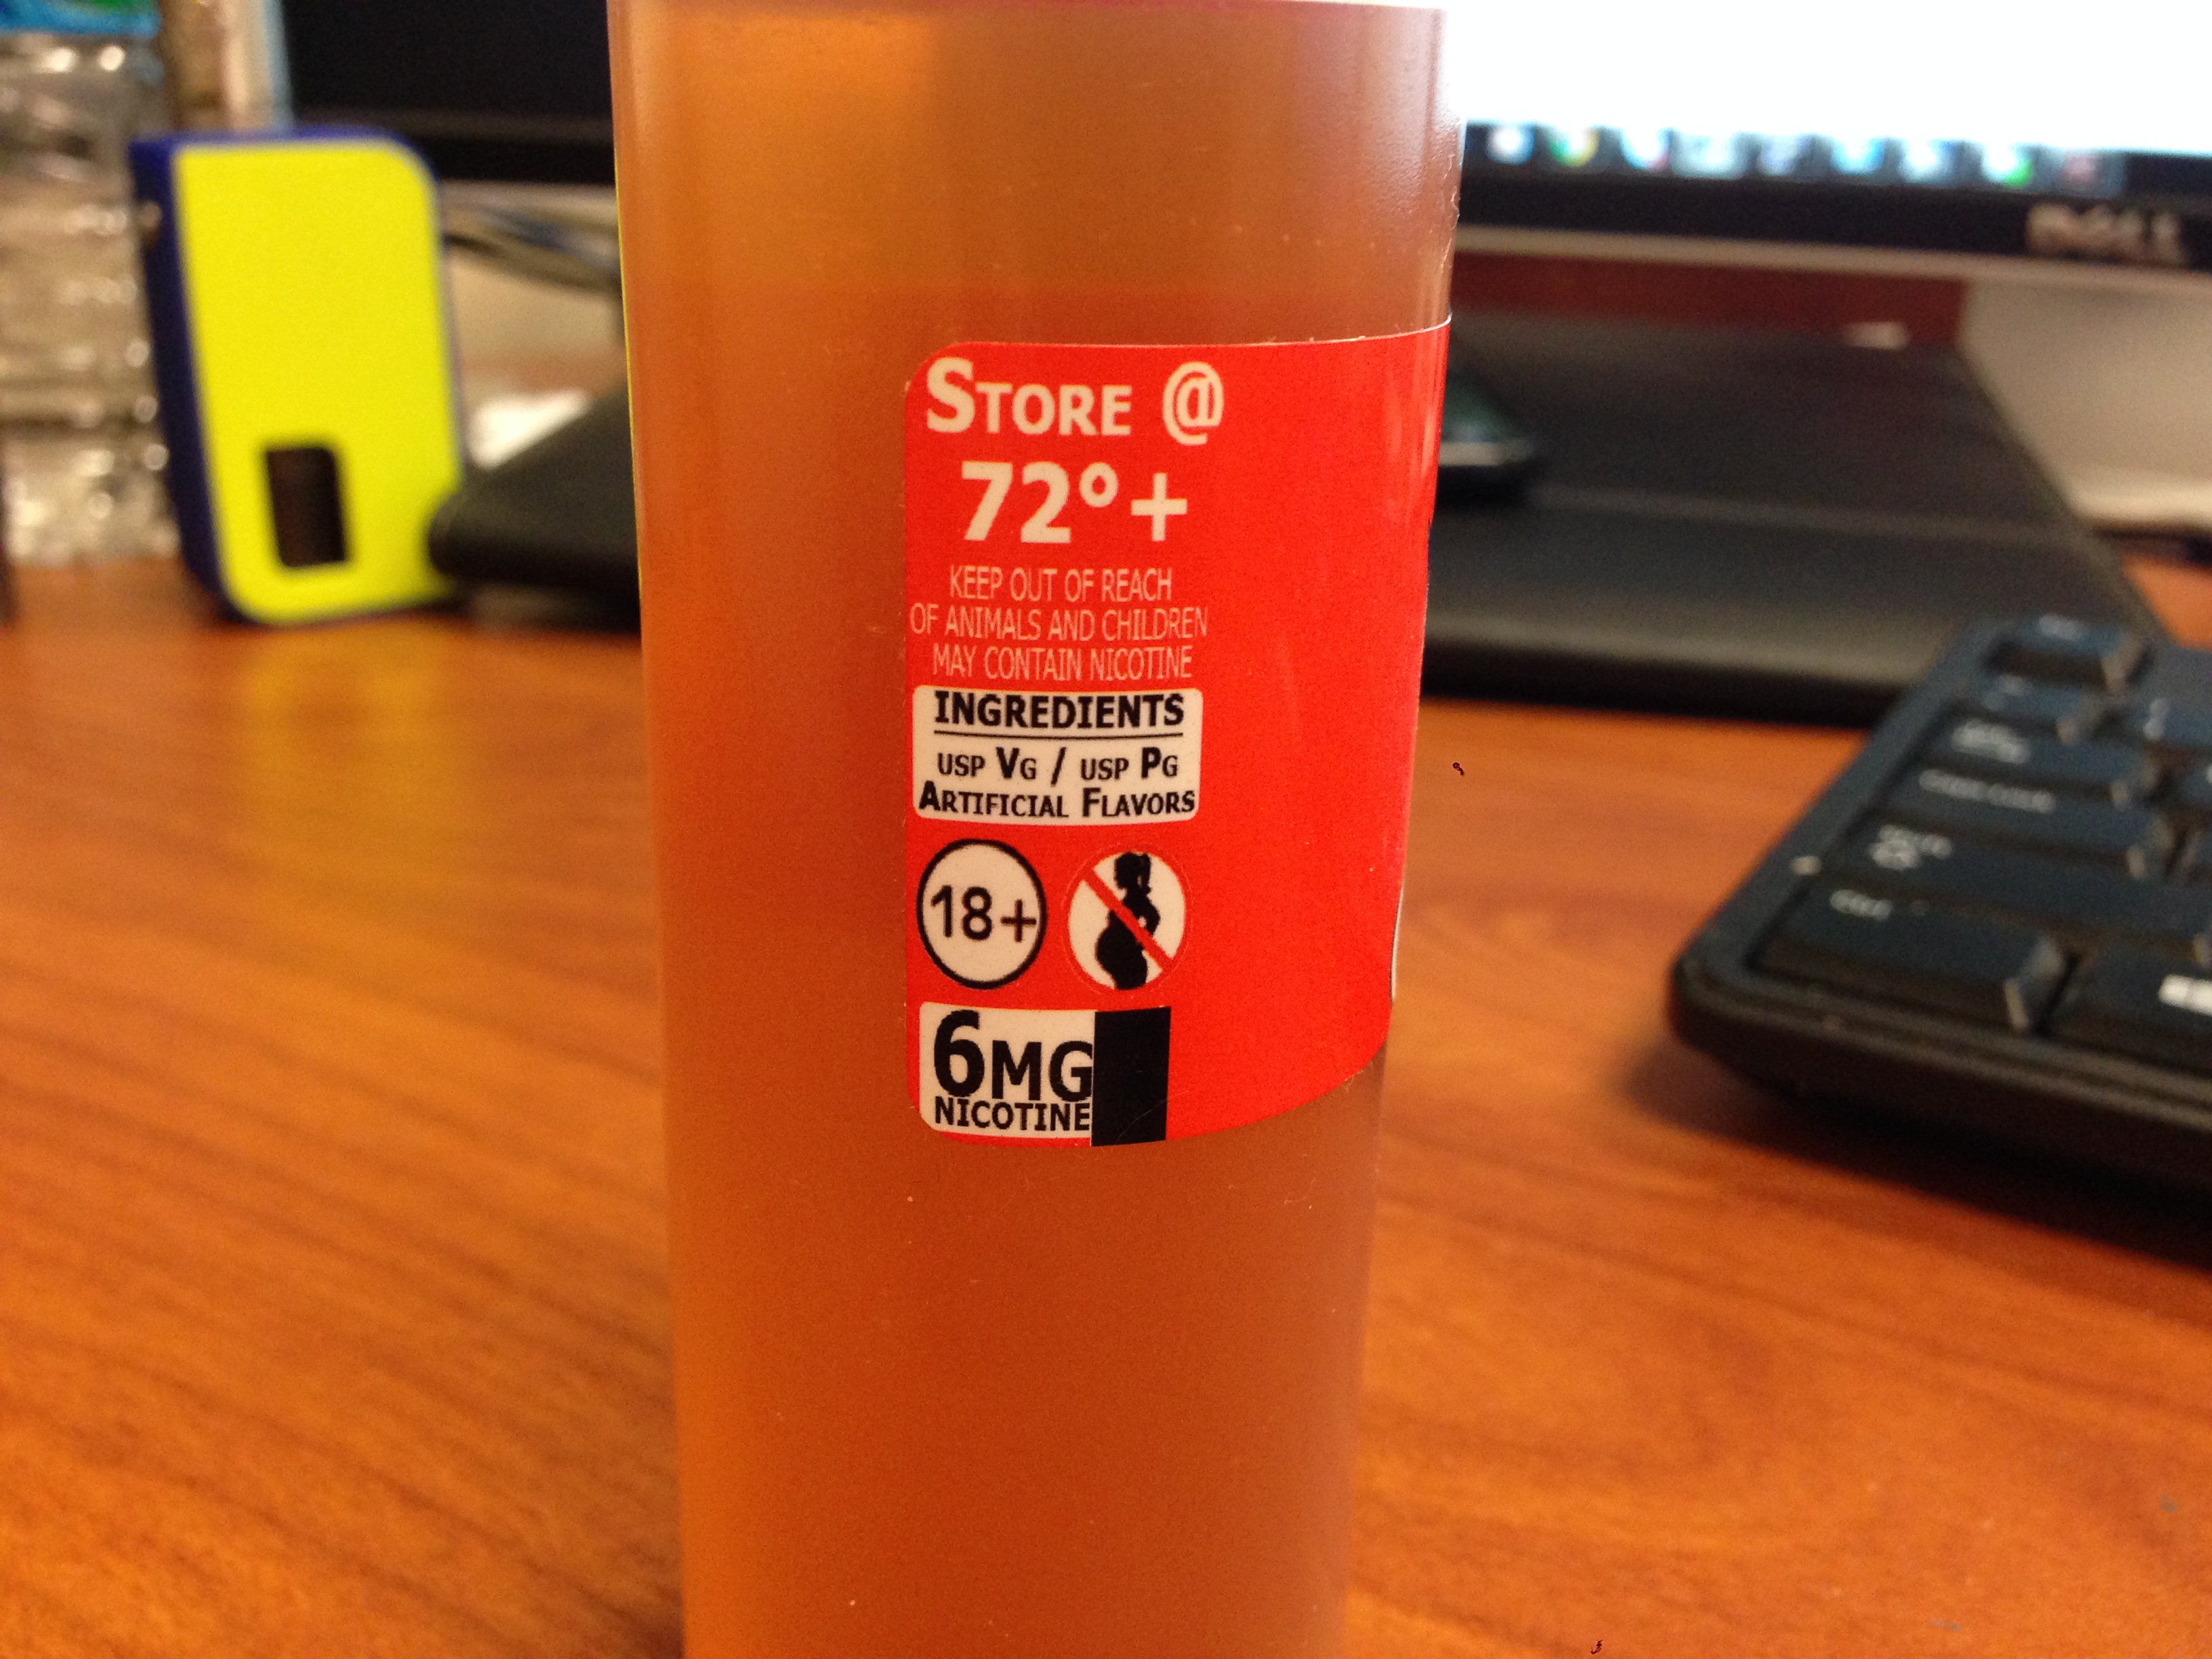 STORE @
72°+
KEEP OUT OF REACH
OF ANIMALS AND CHILDREN
MAY CONTAIN NICOTINE
INGREDIENTS
USP VG / USP PG
ARTIFICIAL FLAVORS
18+
6MG
NICOTINE
DELL